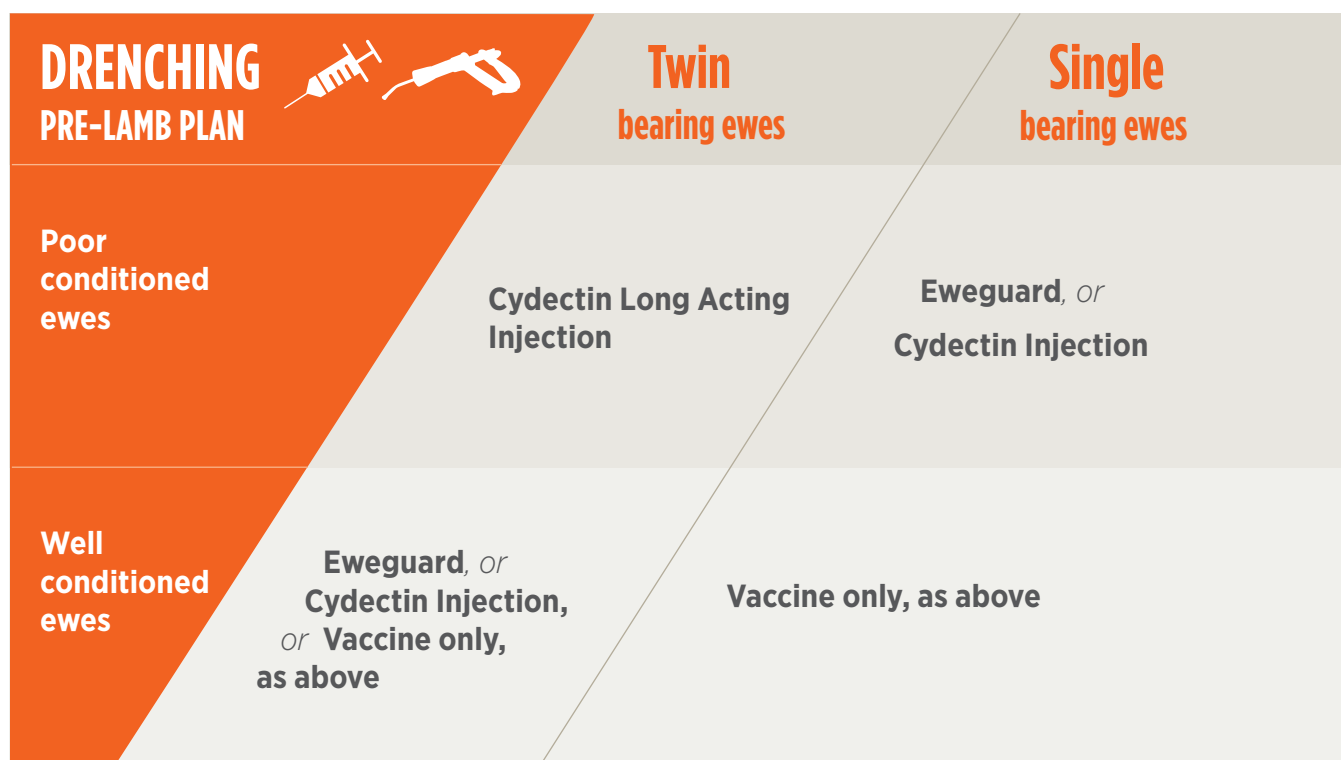 DRENCHING
PRE-LAMB PLAN
Twin
bearing ewes
Single
bearing ewes
Poor
conditioned
ewes
Cydectin Long Acting
Injection
Eweguard, or
Cydectin Injection
Well
conditioned
ewes
Eweguard, or
Cydectin Injection,
or Vaccine only,
as above
Vaccine only, as above